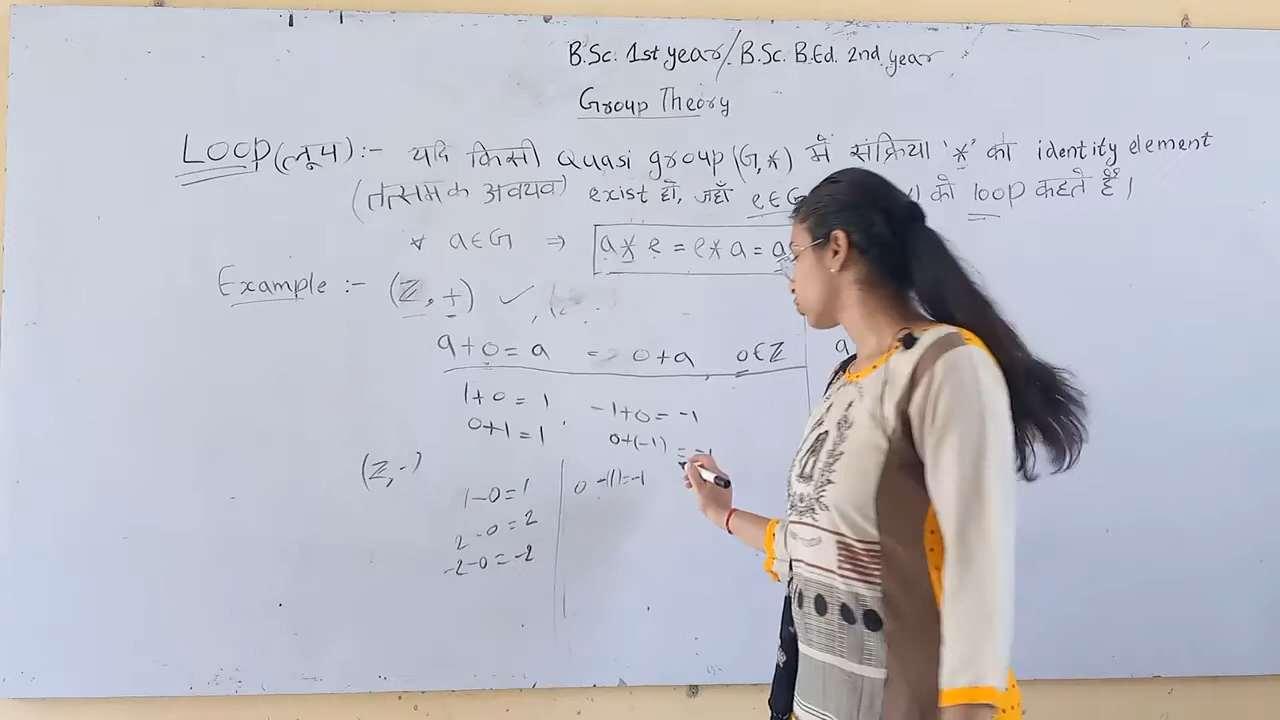 B.Sc. 1st year/B.Sc. B.Ed. 2nd year
Group Theory
Loop(लूप):- यदि किसी Quasi group (G,*) में संक्रिया '*' का identity element
(तत्समक अवयव) exist हो, जहाँ e∈G को loop कहते हैं।
∀ a∈G ⇒ a * e = e * a = a
Example :- (Z, +) ✓,
a+0 = a = 0+a 0∈Z a
1+0 = 1, -1+0 = -1
0+1 = 1 0+(-1) = -1
(Z, -)
1-0=1 0-(1)=-1
2-0=2
-2-0=-2